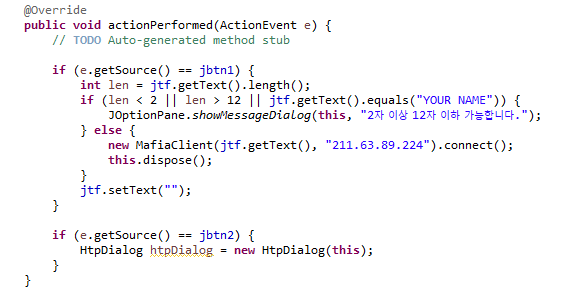 @Override
public void actionPerformed(ActionEvent e) {
// TODO Auto-generated method stub
if (e.getSource() == jbtn1) {
int len = jtf.getText().length();
if (len < 2 || len > 12 || jtf.getText().equals("YOUR NAME")) {
JOptionPane.showMessageDialog(this, "2자 이상 12자 이하 가능합니다.");
} else {
new MafiaClient(jtf.getText(), "211.63.89.224").connect();
this.dispose();
}
jtf.setText("");
}
if (e.getSource() == jbtn2) {
HtpDialog htpDialog = new HtpDialog(this);
}
}